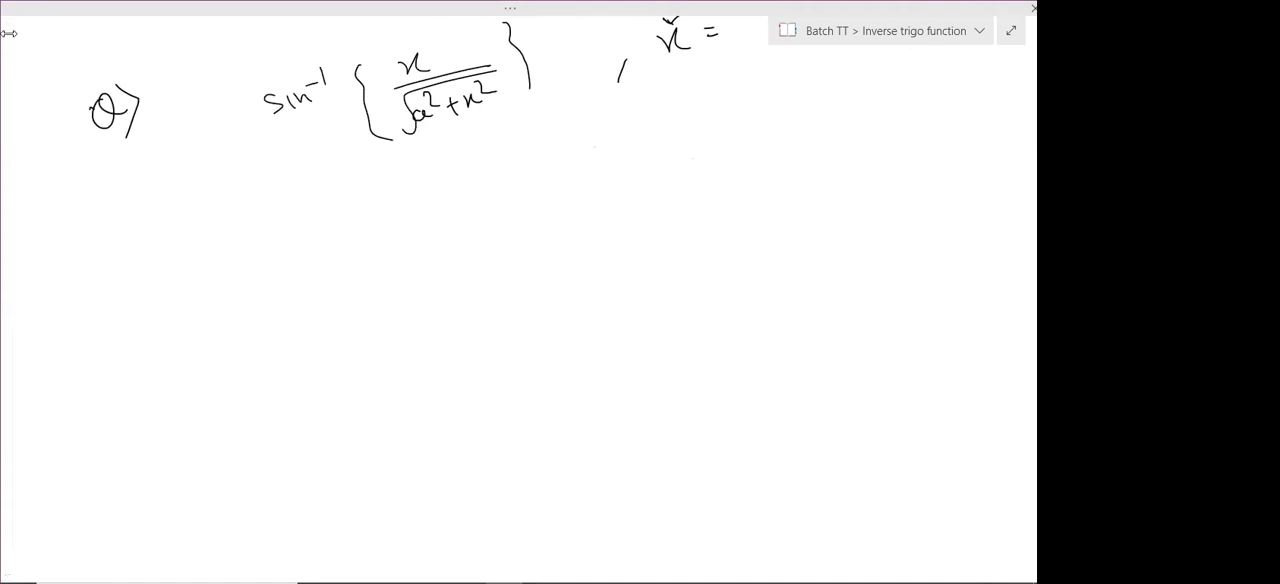 Batch TT > Inverse trigo function
Q> sin⁻¹ { x / √a²+x² } , x =